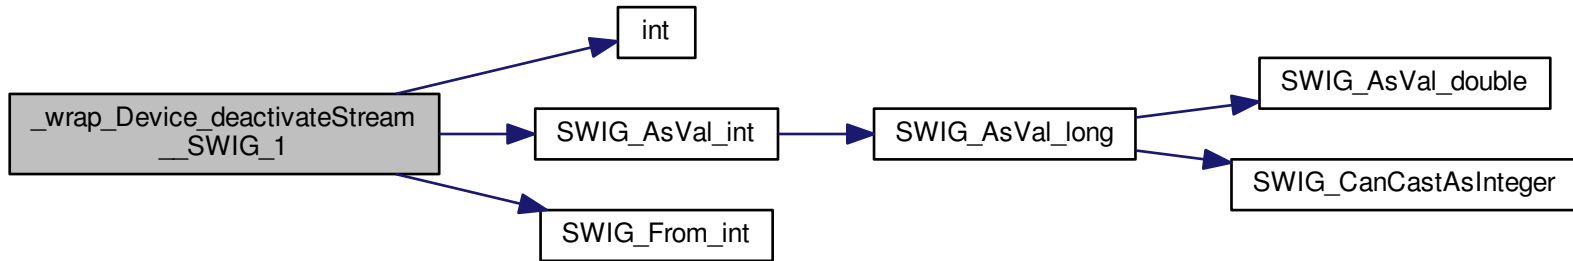 _wrap_Device_deactivateStream
__SWIG_1
int
SWIG_AsVal_int
SWIG_From_int
SWIG_AsVal_long
SWIG_AsVal_double
SWIG_CanCastAsInteger